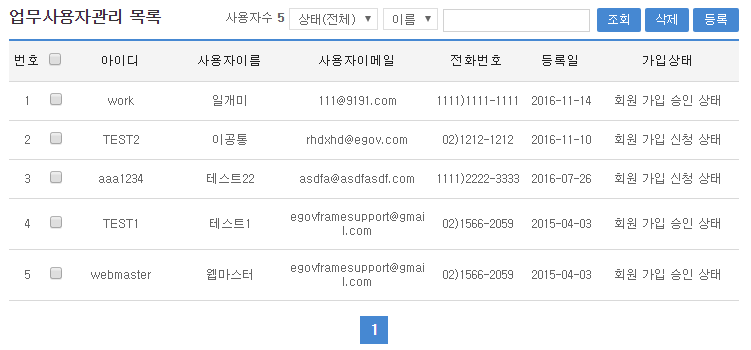 업무사용자관리 목록 사용자수 5 상태(전체) 이름 조회 삭제 등록
번호 아이디 사용자이름 사용자이메일 전화번호 등록일 가입상태
1 work 일개미 111@9191.com 1111)1111-1111 2016-11-14 회원 가입 승인 상태
2 TEST2 이공통 rhdxhd@egov.com 02)1212-1212 2016-11-10 회원 가입 신청 상태
3 aaa1234 테스트22 asdfa@asdfasdf.com 1111)2222-3333 2016-07-26 회원 가입 신청 상태
4 TEST1 테스트1 egovframesupport@gmai
l.com 02)1566-2059 2015-04-03 회원 가입 승인 상태
5 webmaster 웹마스터 egovframesupport@gmai
l.com 02)1566-2059 2015-04-03 회원 가입 승인 상태
1